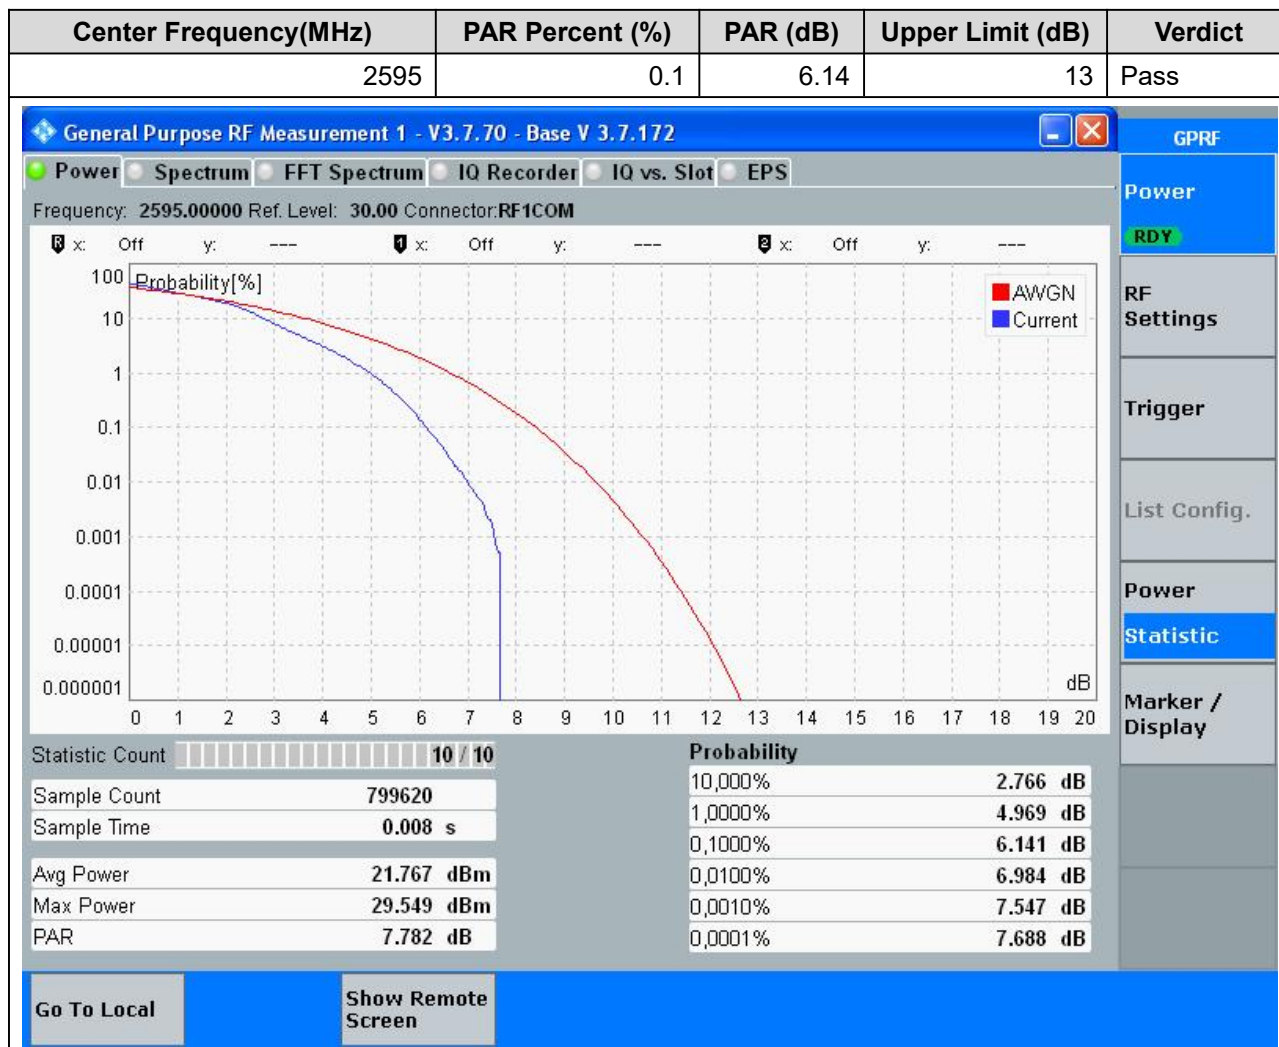 Center Frequency(MHz) PAR Percent (%) PAR (dB) Upper Limit (dB) Verdict
2595 0.1 6.14 13 Pass
General Purpose RF Measurement 1 - V3.7.70 - Base V 3.7.172
GPRF
Power Spectrum FFT Spectrum IQ Recorder IQ vs. Slot EPS
Power
RDY
Frequency: 2595.00000 Ref. Level: 30.00 Connector:RF1COM
R x: Off y: --- 1 x: Off y: --- 2 x: Off y: ---
Probability[%]
AWGN
Current
100
10
1
0.1
0.01
0.001
0.0001
0.00001
0.000001
dB
0 1 2 3 4 5 6 7 8 9 10 11 12 13 14 15 16 17 18 19 20
RF
Settings
Trigger
List Config.
Power
Statistic
Marker /
Display
Statistic Count 10 / 10
Sample Count 799620
Sample Time 0.008 s
Avg Power 21.767 dBm
Max Power 29.549 dBm
PAR 7.782 dB
Probability
10,000% 2.766 dB
1,0000% 4.969 dB
0,1000% 6.141 dB
0,0100% 6.984 dB
0,0010% 7.547 dB
0,0001% 7.688 dB
Go To Local
Show Remote
Screen